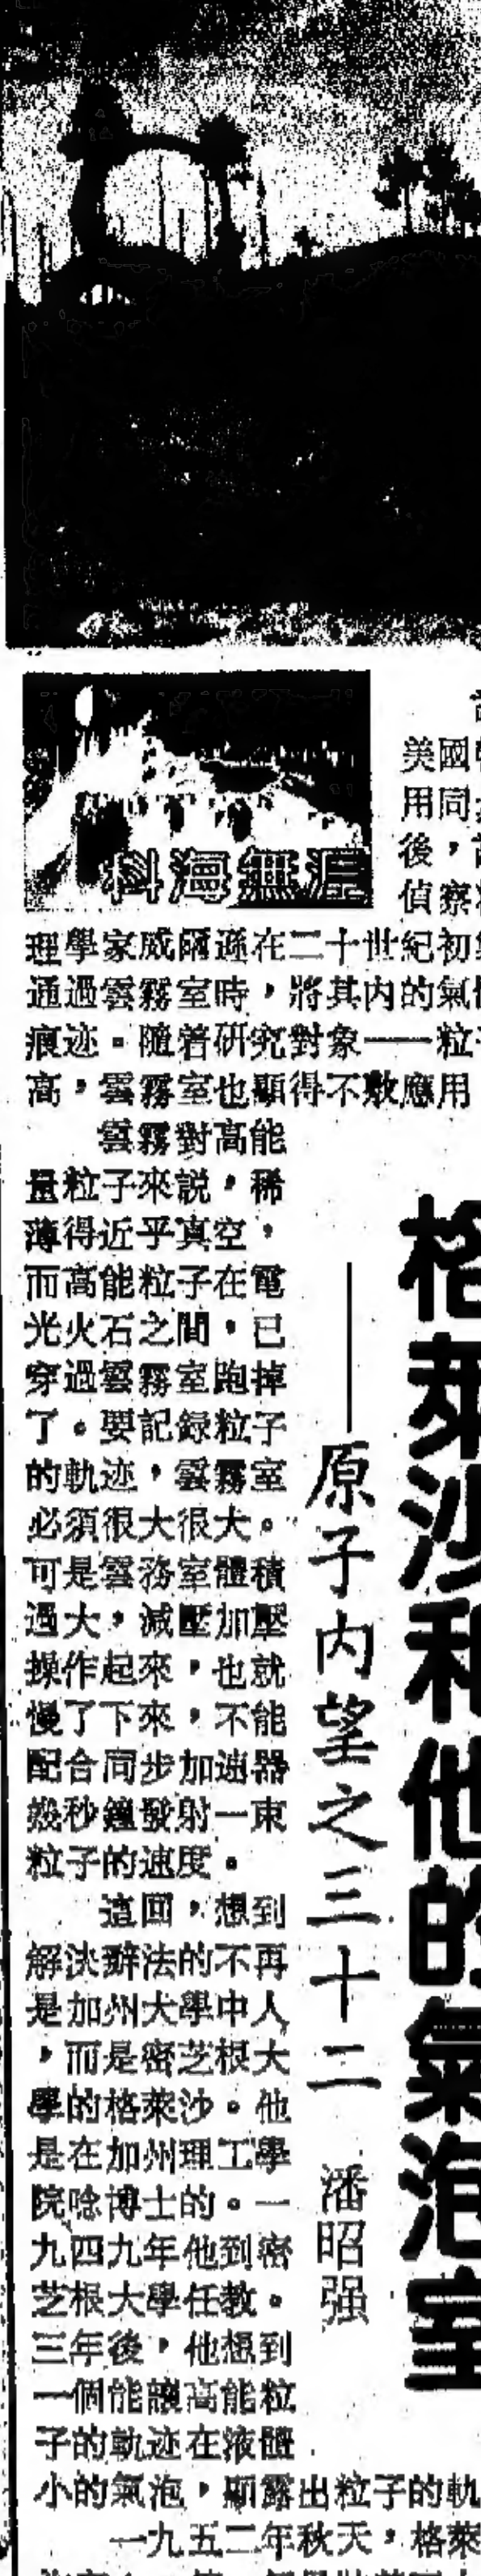 科海無涯
美國
用同
後，
偵察
理學家威爾遜在二十世紀初
通過雲霧室時，將其內的氣
痕迹。隨着研究對象——粒
高，雲霧室也顯得不敷應用
格萊沙和他的氣泡室
——原子內望之三十二
潘昭强
雲霧對高能
量粒子來説，稀
薄得近乎真空，
而高能粒子在電
光火石之間，已
穿過雲霧室跑掉
了。要記錄粒子
的軌迹，雲霧室
必須很大很大。
可是雲務室體積
過大，減壓加壓
操作起來，也就
慢了下來，不能
配合同步加速器
幾秒鐘發射一束
粒子的速度。
這回，想到
解決辦法的不再
是加州大學中人
，而是密芝根大
學的格萊沙。他
是在加州理工學
院唸博士的。一
九四九年他到密
芝根大學任教。
三年後，他想到
一個能讓高能粒
子的軌迹在液體
小的氣泡，顯露出粒子的軌
一九五二年秋天，格萊